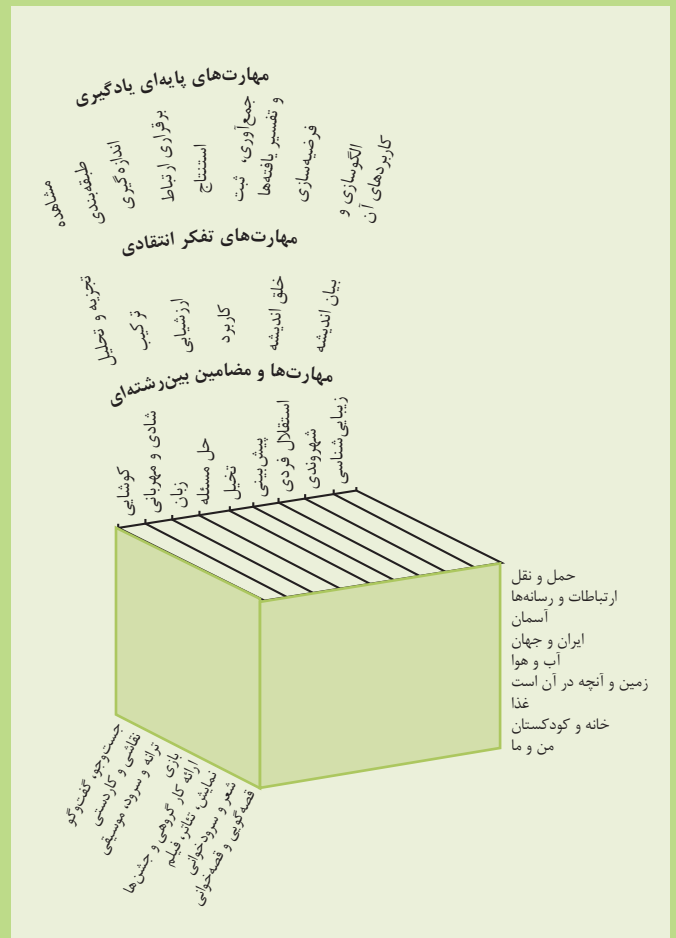 مهارت‌های پایه‌ای یادگیری
مشاهده
طبقه‌بندی
اندازه‌گیری
برقراری ارتباط
استنتاج
جمع‌آوری، ثبت
و تفسیر یافته‌ها
فرضیه‌سازی
الگوسازی و
کاربردهای آن
مهارت‌های تفکر انتقادی
تجزیه و تحلیل
ترکیب
ارزشیابی
کاربرد
خلق اندیشه
بیان اندیشه
مهارت‌ها و مضامین بین‌رشته‌ای
کوشایی
شادی و مهربانی
زبان
حل مسئله
تخیل
پیش‌بینی
استقلال فردی
شهروندی
زیبایی‌شناسی
حمل و نقل
ارتباطات و رسانه‌ها
آسمان
ایران و جهان
آب و هوا
زمین و آنچه در آن است
غذا
خانه و کودکستان
من و ما
جست‌وجو، گفت‌وگو
نقاشی و کاردستی
ترانه و سرود، موسیقی
بازی
ارائه کار گروهی و جشن‌ها
نمایش، تئاتر، فیلم
شعر و سرودخوانی
قصه‌گویی و قصه‌خوانی